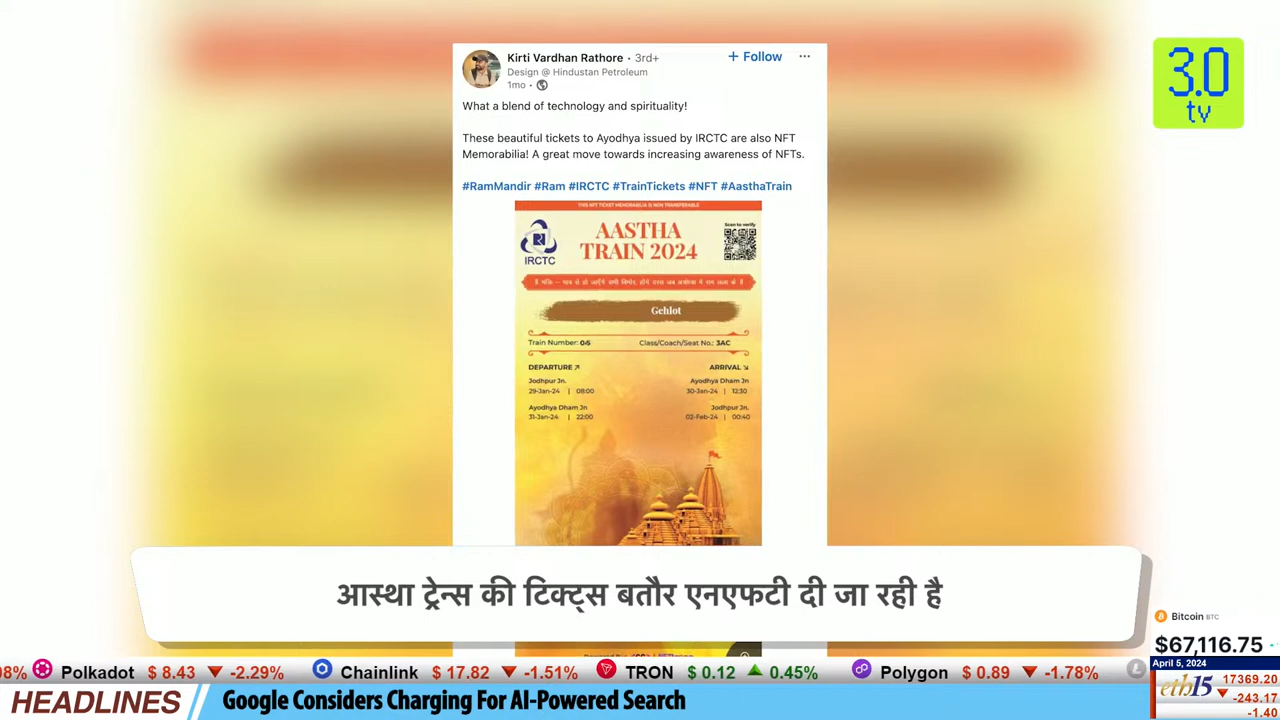 Kirti Vardhan Rathore • 3rd+
+ Follow
Design @ Hindustan Petroleum
1mo •
What a blend of technology and spirituality!
These beautiful tickets to Ayodhya issued by IRCTC are also NFT
Memorabilia! A great move towards increasing awareness of NFTs.
#RamMandir #Ram #IRCTC #TrainTickets #NFT #AasthaTrain
THIS NFT TICKET MEMORABILIA IS NON TRANSFERABLE
IRCTC
AASTHA
TRAIN 2024
Scan to verify
Gehlot
Train Number: 05
Class/Coach/Seat No.: 3AC
DEPARTURE ↗
ARRIVAL ↘
Jodhpur Jn.
29-Jan-24 | 08:00
Ayodhya Dham Jn
30-Jan-24 | 12:30
Ayodhya Dham Jn
31-Jan-24 | 22:00
Jodhpur Jn.
02-Feb-24 | 00:40
3.0
tv
आस्था ट्रेन्स की टिक्ट्स बतौर एनएफटी दी जा रही है
Bitcoin BTC
$67,116.75
8% Polkadot $ 8.43 ▼ -2.29% Chainlink $ 17.82 ▼ -1.51% TRON $ 0.12 ▲ 0.45% Polygon $ 0.89 ▼ -1.78%
April 5, 2024
eth15
17369.20
▼ -243.17
-1.40
HEADLINES
Google Considers Charging For AI-Powered Search